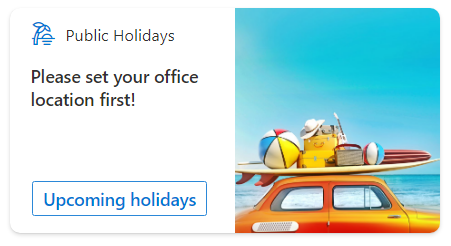 Public Holidays
Please set your office
location first!
Upcoming holidays